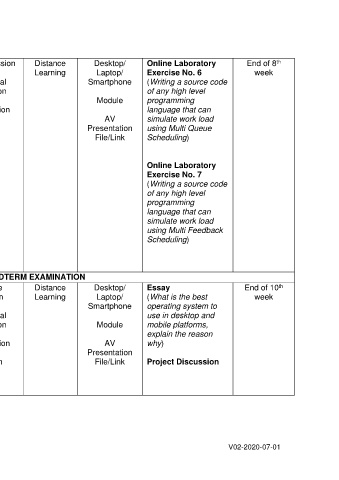 sion
al
on
ion
Distance
Learning
Desktop/
Laptop/
Smartphone
Module
AV
Presentation
File/Link
Online Laboratory
Exercise No. 6
(Writing a source code
of any high level
programming
language that can
simulate work load
using Multi Queue
Scheduling)
Online Laboratory
Exercise No. 7
(Writing a source code
of any high level
programming
language that can
simulate work load
using Multi Feedback
Scheduling)
End of 8th
week
DTERM EXAMINATION
e
n
al
n
ion
n
Distance
Learning
Desktop/
Laptop/
Smartphone
Module
AV
Presentation
File/Link
Essay
(What is the best
operating system to
use in desktop and
mobile platforms,
explain the reason
why)
Project Discussion
End of 10th
week
V02-2020-07-01